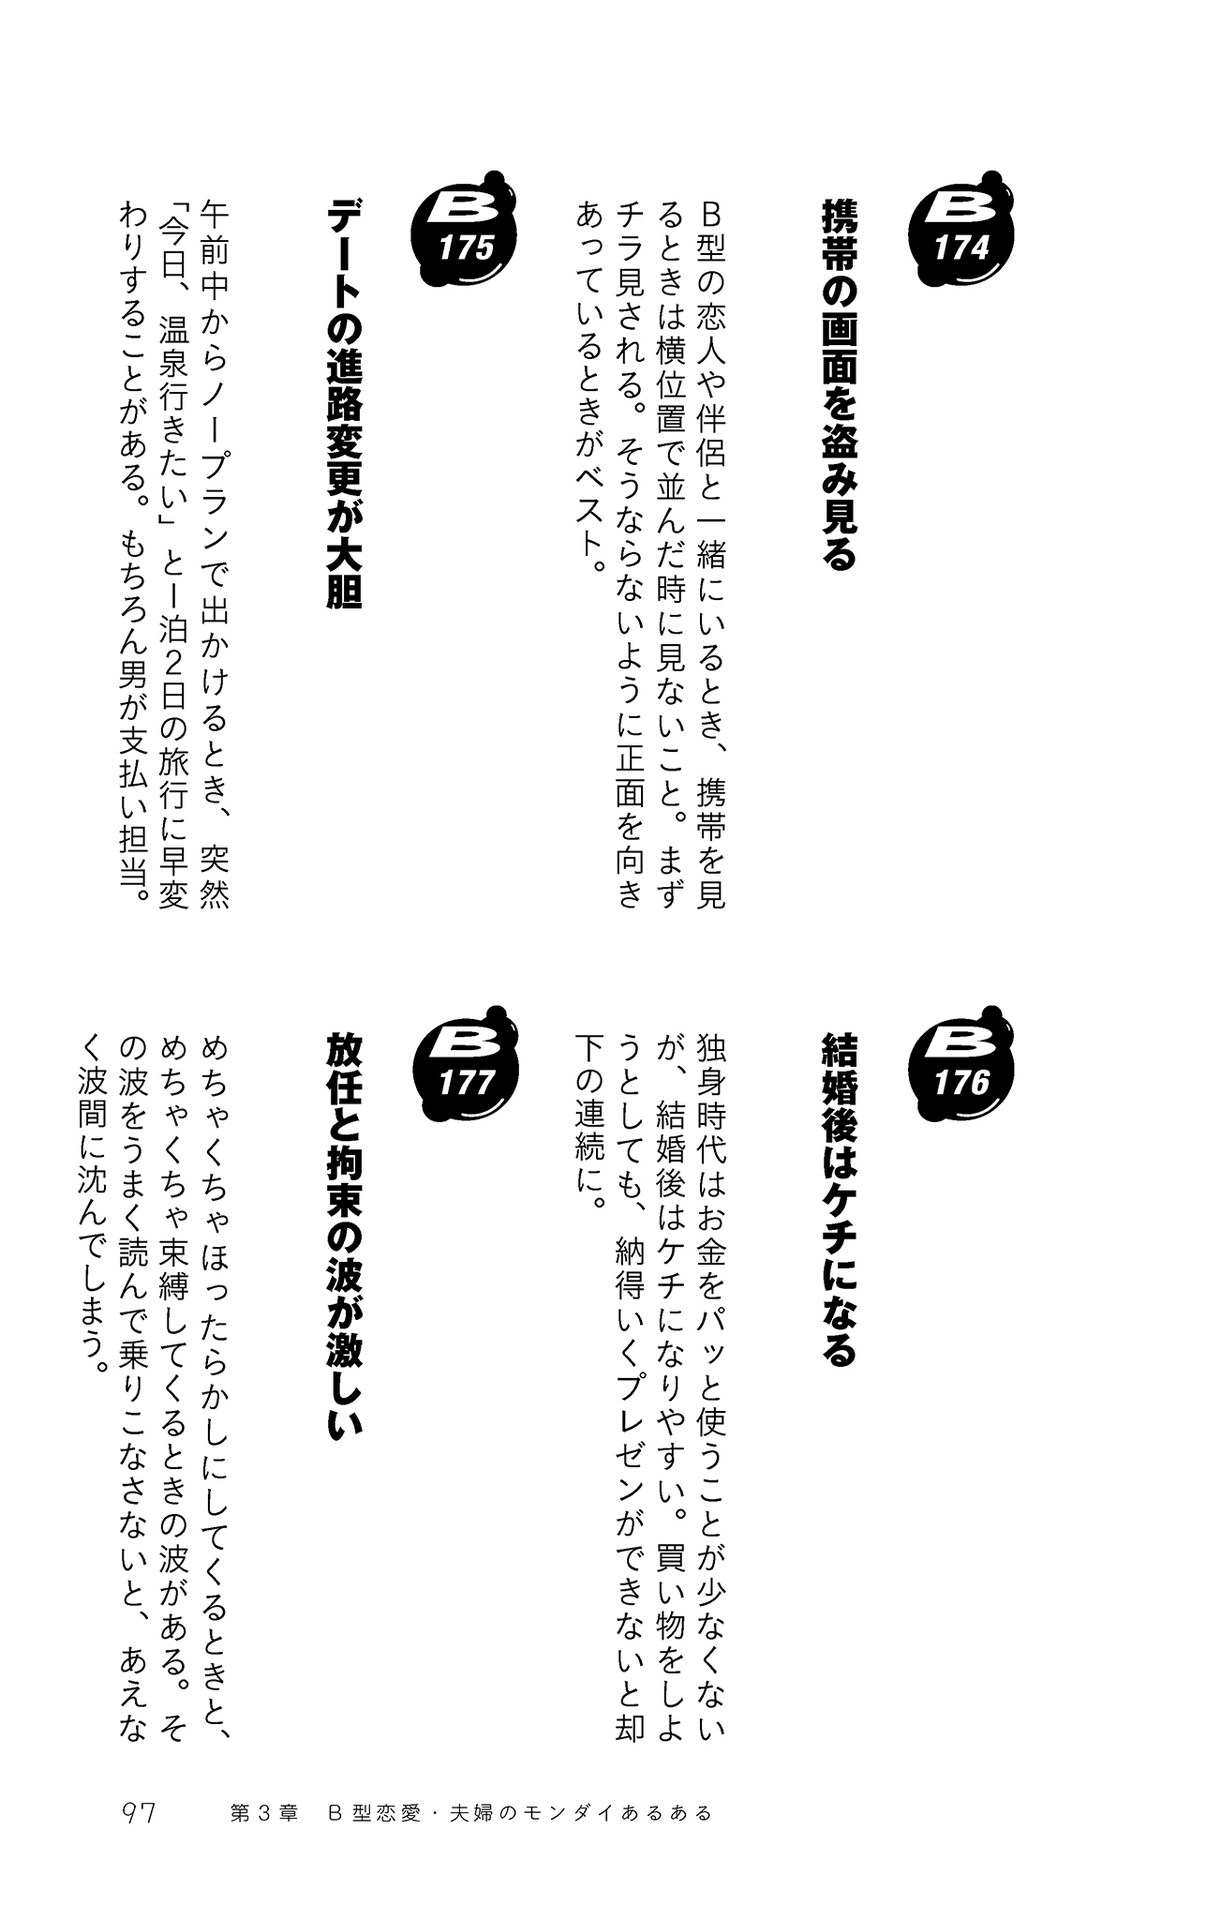 B
174
携帯の画面を盗み見る
B型の恋人や伴侶と一緒にいるとき、携帯を見
るときは横位置で並んだ時に見ないこと。まず
チラ見される。そうならないように正面を向き
あっているときがベスト。
B
175
デートの進路変更が大胆
午前中からノープランで出かけるとき、突然
「今日、温泉行きたい」と一泊2日の旅行に早変
わりすることがある。もちろん男が支払い担当。
B
176
結婚後はケチになる
独身時代はお金をパッと使うことが少なくない
が、結婚後はケチになりやすい。買い物をしよ
うとしても、納得いくプレゼンができないと却
下の連続に。
B
177
放任と拘束の波が激しい
めちゃくちゃほったらかしにしてくるときと、
めちゃくちゃ束縛してくるときの波がある。そ
の波をうまく読んで乗りこなさないと、あえな
く波間に沈んでしまう。
97 第3章 B型恋愛・夫婦のモンダイあるある